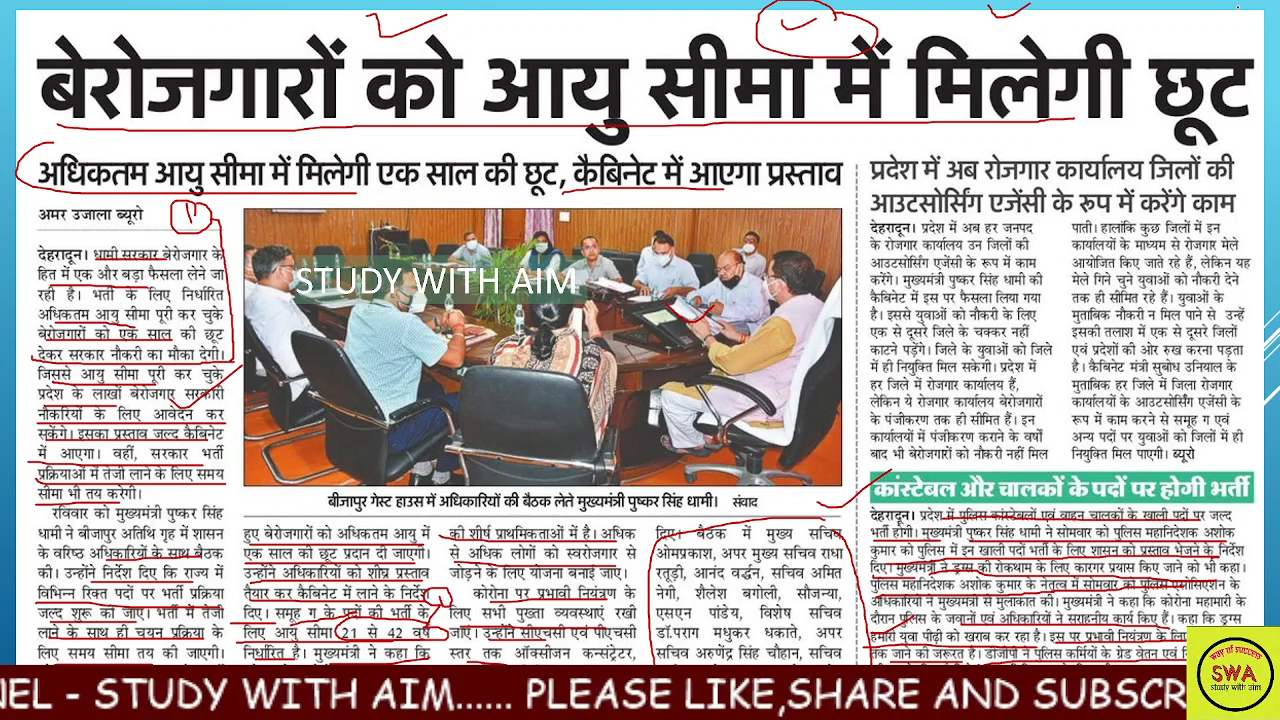 बेरोजगारों को आयु सीमा में मिलेगी छूट
अधिकतम आयु सीमा में मिलेगी एक साल की छूट, कैबिनेट में आएगा प्रस्ताव
अमर उजाला ब्यूरो
देहरादून। धामी सरकार बेरोजगार के
हित में एक और बड़ा फैसला लेने जा
रही है। भर्ती के लिए निर्धारित
अधिकतम आयु सीमा पूरी कर चुके
बेरोजगारों को एक साल की छूट
देकर सरकार नौकरी का मौका देगी।
जिससे आयु सीमा पूरी कर चुके
प्रदेश के लाखों बेरोजगार सरकारी
नौकरियों के लिए आवेदन कर
सकेंगे। इसका प्रस्ताव जल्द कैबिनेट
में आएगा। वहीं, सरकार भर्ती
प्रक्रियाओं में तेजी लाने के लिए समय
सीमा भी तय करेगी।
रविवार को मुख्यमंत्री पुष्कर सिंह
धामी ने बीजापुर अतिथि गृह में शासन
के वरिष्ठ अधिकारियों के साथ बैठक
की। उन्होंने निर्देश दिए कि राज्य में
विभिन्न रिक्त पदों पर भर्ती प्रक्रिया
जल्द शुरू की जाए। भर्ती में तेजी
लाने के साथ ही चयन प्रक्रिया के
लिए समय सीमा तय की जाएगी।
STUDY WiTH AIM
बीजापुर गेस्ट हाउस में अधिकारियों की बैठक लेते मुख्यमंत्री पुष्कर सिंह धामी। संवाद
हुए बेरोजगारों को अधिकतम आयु में
एक साल की छूट प्रदान दी जाएगी।
उन्होंने अधिकारियों को शीघ्र प्रस्ताव
तैयार कर कैबिनेट में लाने के निर्देश
दिए। समूह ग के पदों की भर्ती के
लिए आयु सीमा 21 से 42 वर्ष
निर्धारित है। मुख्यमंत्री ने कहा कि
की शीर्ष प्राथमिकताओं में है। अधिक
से अधिक लोगों को स्वरोजगार से
जोड़ने के लिए योजना बनाई जाए।
कोरोना पर प्रभावी नियंत्रण के
लिए सभी पुख्ता व्यवस्थाएं रखी
जाएं। उन्होंने सीएचसी एवं पीएचसी
स्तर तक ऑक्सीजन कन्संट्रेटर,
दिए। बैठक में मुख्य सचिव
ओमप्रकाश, अपर मुख्य सचिव राधा
रतूड़ी, आनंद वर्द्धन, सचिव अमित
नेगी, शैलेश बगोली, सौजन्या,
एसएन पांडेय, विशेष सचिव
डॉ.पराग मधुकर धकाते, अपर
सचिव अरुणेंद्र सिंह चौहान, सचिव
प्रदेश में अब रोजगार कार्यालय जिलों की
आउटसोर्सिंग एजेंसी के रूप में करेंगे काम
देहरादून। प्रदेश में अब हर जनपद
के रोजगार कार्यालय उन जिलों की
आउटसोर्सिंग एजेंसी के रूप में काम
करेंगे। मुख्यमंत्री पुष्कर सिंह धामी की
कैबिनेट में इस पर फैसला लिया गया
है। इससे युवाओं को नौकरी के लिए
एक से दूसरे जिले के चक्कर नहीं
काटने पड़ेंगे। जिले के युवाओं को जिले
में ही नियुक्ति मिल सकेगी। प्रदेश में
हर जिले में रोजगार कार्यालय हैं,
लेकिन ये रोजगार कार्यालय बेरोजगारों
के पंजीकरण तक ही सीमित हैं। इन
कार्यालयों में पंजीकरण कराने के वर्षों
बाद भी बेरोजगारों को नौकरी नहीं मिल
पाती। हालांकि कुछ जिलों में इन
कार्यालयों के माध्यम से रोजगार मेले
आयोजित किए जाते रहे हैं, लेकिन यह
मेले गिने चुने युवाओं को नौकरी देने
तक ही सीमित रहे हैं। युवाओं के
मुताबिक नौकरी न मिल पाने से उन्हें
इसकी तलाश में एक से दूसरे जिलों
एवं प्रदेशों की ओर रुख करना पड़ता
है। कैबिनेट मंत्री सुबोध उनियाल के
मुताबिक हर जिले में जिला रोजगार
कार्यालयों के आउटसोर्सिंग एजेंसी के
रूप में काम करने से समूह ग एवं
अन्य पदों पर युवाओं को जिलों में ही
नियुक्ति मिल पाएगी। ब्यूरो
कांस्टेबल और चालकों के पदों पर होगी भर्ती
देहरादून। प्रदेश में पुलिस कांस्टेबलों एवं वाहन चालकों के खाली पदों पर जल्द
भर्ती होगी। मुख्यमंत्री पुष्कर सिंह धामी ने सोमवार को पुलिस महानिदेशक अशोक
कुमार को पुलिस में इन खाली पदों भर्ती के लिए शासन को प्रस्ताव भेजने के निर्देश
दिए। मुख्यमंत्री ने ड्रग्स की रोकथाम के लिए कारगर प्रयास किए जाने को भी कहा।
पुलिस महानिदेशक अशोक कुमार के नेतृत्व में सोमवार को पुलिस एसोसिएशन के
अधिकारियों ने मुख्यमंत्री से मुलाकात की। मुख्यमंत्री ने कहा कि कोरोना महामारी के
दौरान पुलिस के जवानों एवं अधिकारियों ने सराहनीय कार्य किए हैं। कहा कि ड्रग्स
हमारी युवा पीढ़ी को खराब कर रहा है। इस पर प्रभावी नियंत्रण के लिए
तक जाने की जरूरत है। डीजीपी ने पुलिस कर्मियों के ग्रेड वेतन एवं
NEL - STUDY WITH AIM...... PLEASE LIKE,SHARE AND SUBSCR
way of success
SWA
study with aim